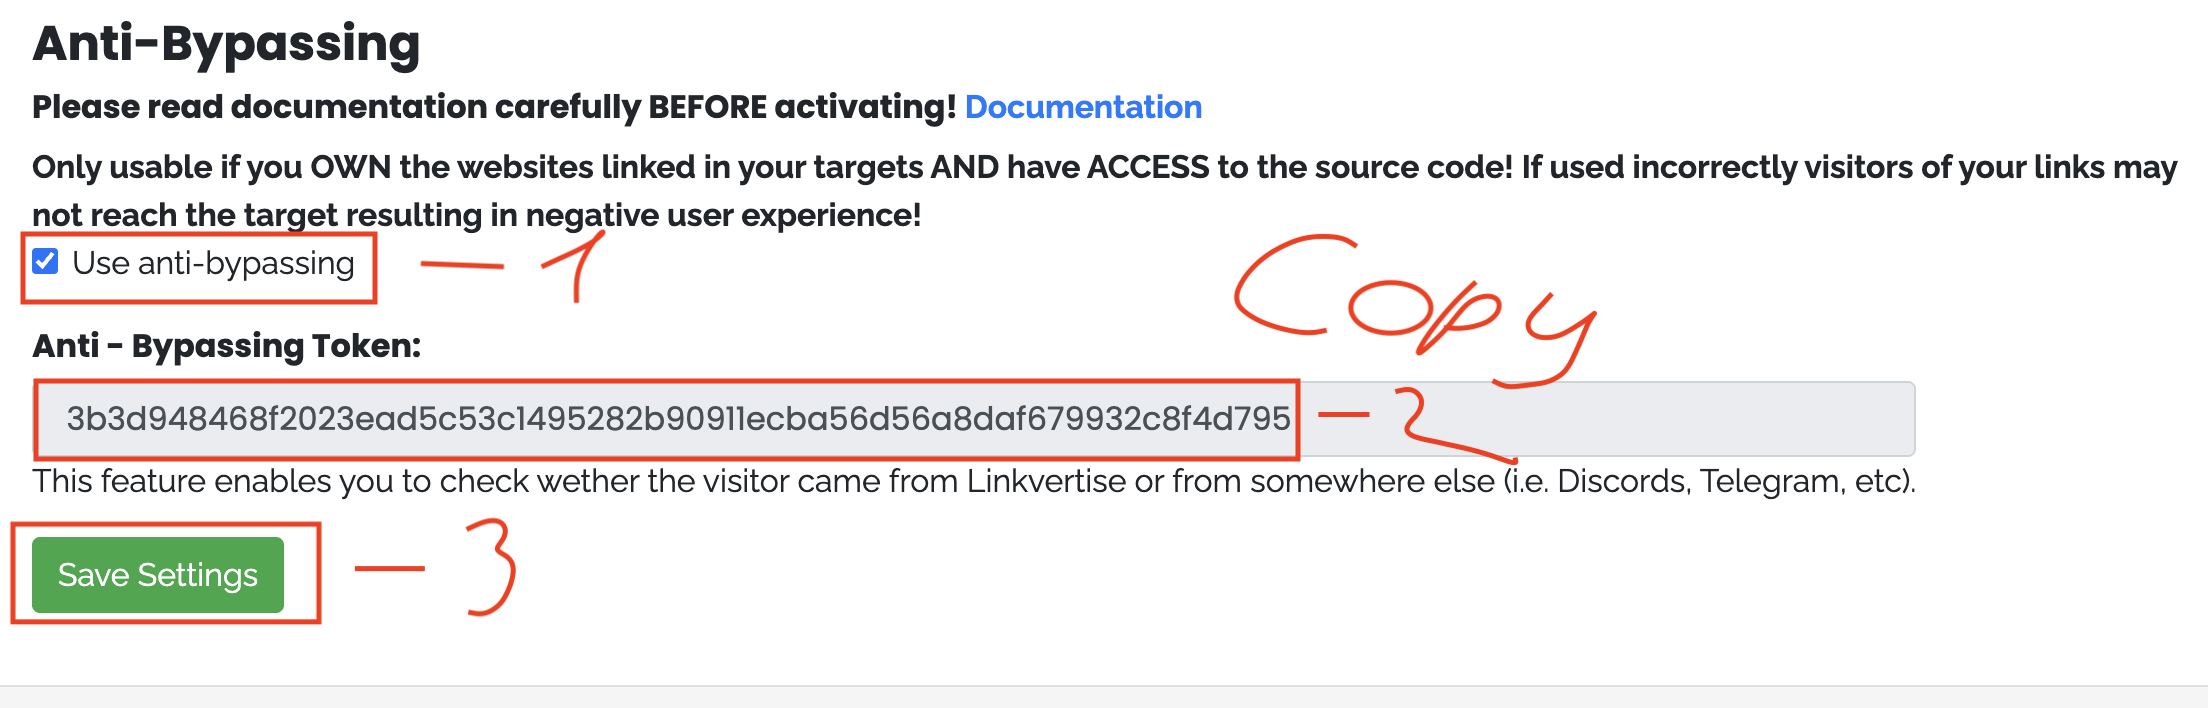 Anti-Bypassing
Please read documentation carefully BEFORE activating! Documentation
Only usable if you OWN the websites linked in your targets AND have ACCESS to the source code! If used incorrectly visitors of your links may
not reach the target resulting in negative user experience!
Use anti-bypassing — 1
Copy
Anti - Bypassing Token:
3b3d948468f2023ead5c53c1495282b90911ecba56d56a8daf679932c8f4d795 — 2
This feature enables you to check wether the visitor came from Linkvertise or from somewhere else (i.e. Discords, Telegram, etc).
Save Settings — 3